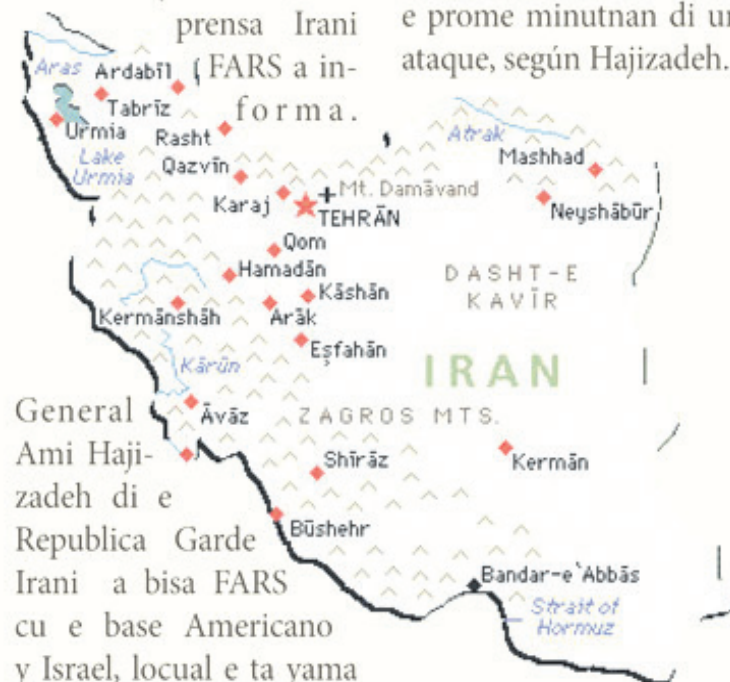 prensa Irani
FARS a in-
forma.
e prome minutnan di un
ataque, según Hajizadeh.
Aras
Ardabīl
Tabrīz
Urmia
Lake
Urmia
Rasht
Qazvīn
Karaj
Mt. Damāvand
TEHRĀN
Atrak
Mashhad
Neyshābūr
Qom
Hamadān
Kāshān
DASHT-E
KAVĪR
Kermānshāh
Arāk
Eşfahān
Kārūn
IRAN
Āvāz
ZAGROS MTS.
Shīrāz
Kermān
Būshehr
Bandar-e`Abbās
Strait of
Hormuz
General
Ami Haji-
zadeh di e
Republica Garde
Irani a bisa FARS
cu e base Americano
y Israel, locual e ta yama